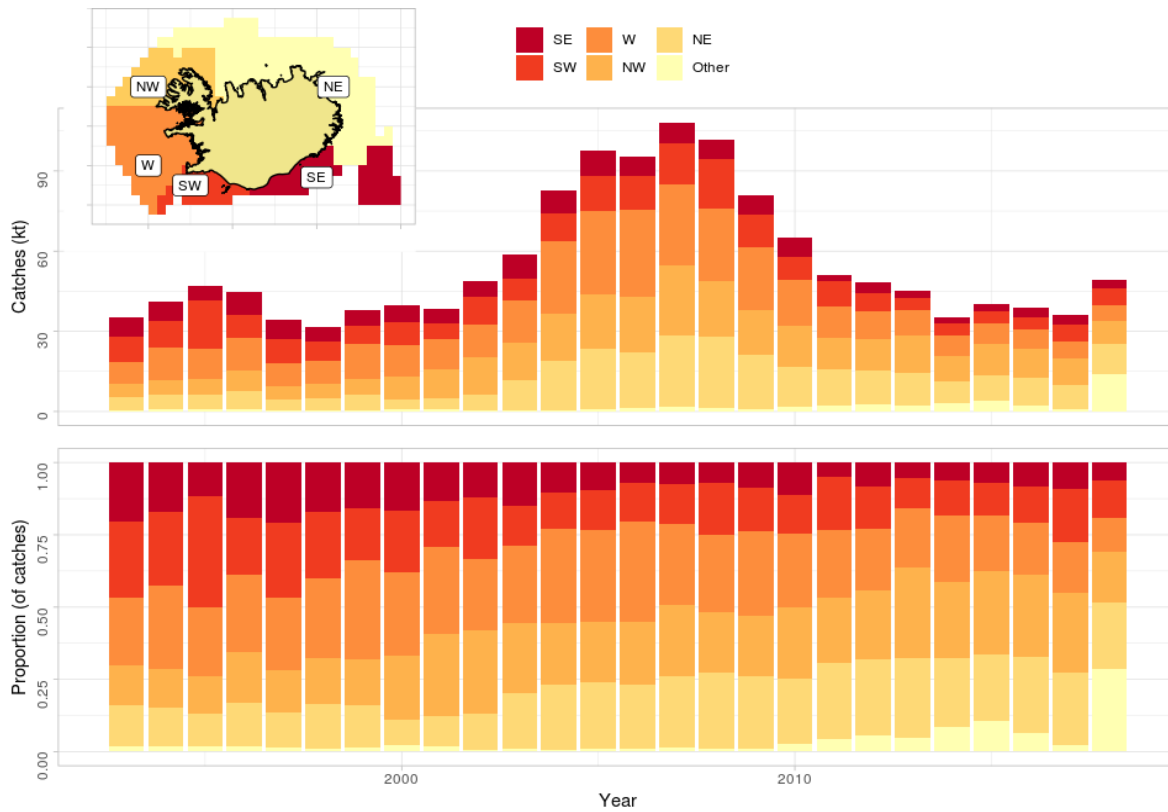 SE W NE
SW NW Other
NW
NE
W
SW
SE
Catches (kt)
90
60
30
0
Proportion (of catches)
1.00
0.75
0.50
0.25
0.00
2000 2010
Year